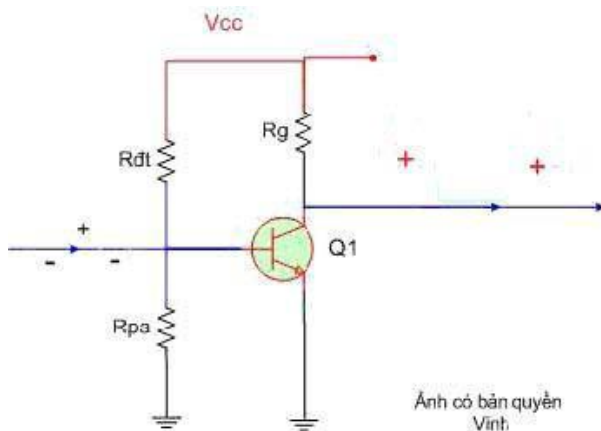 Vcc
Rg
Rđt
+
+
+
-
-
Q1
Rpa
Ảnh có bản quyền
Vinh